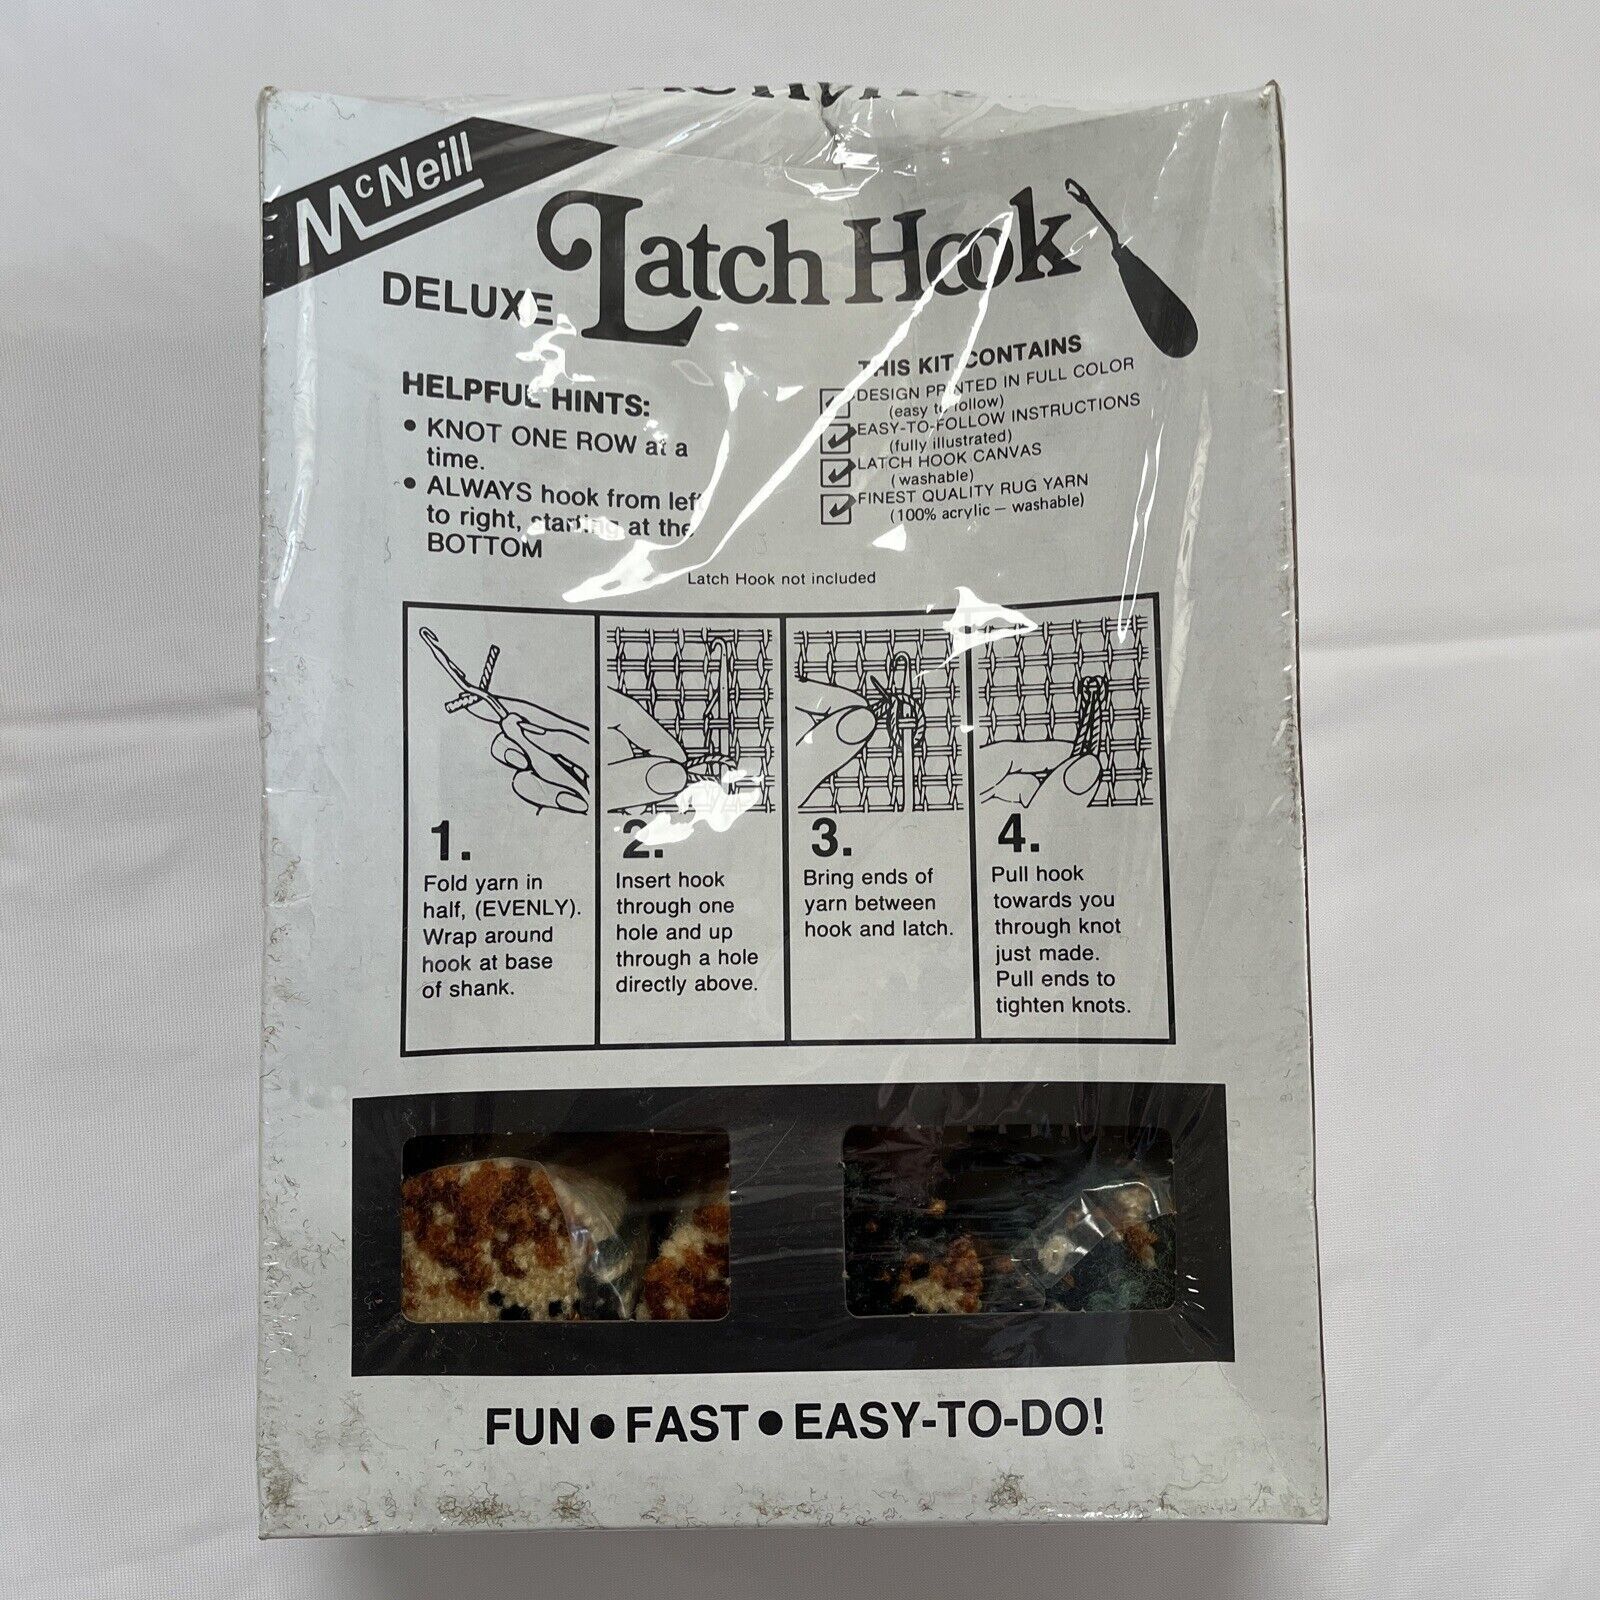 McNeill
DELUXE Latch Hook
HELPFUL HINTS:
• KNOT ONE ROW at a
time.
• ALWAYS hook from left
to right, starting at the
BOTTOM
THIS KIT CONTAINS
DESIGN PRINTED IN FULL COLOR
(easy to follow)
EASY-TO-FOLLOW INSTRUCTIONS
(fully illustrated)
LATCH HOOK CANVAS
(washable)
FINEST QUALITY RUG YARN
(100% acrylic – washable)
Latch Hook not included
1.
Fold yarn in
half, (EVENLY).
Wrap around
hook at base
of shank.
2.
Insert hook
through one
hole and up
through a hole
directly above.
3.
Bring ends of
yarn between
hook and latch.
4.
Pull hook
towards you
through knot
just made.
Pull ends to
tighten knots.
FUN • FAST • EASY-TO-DO!